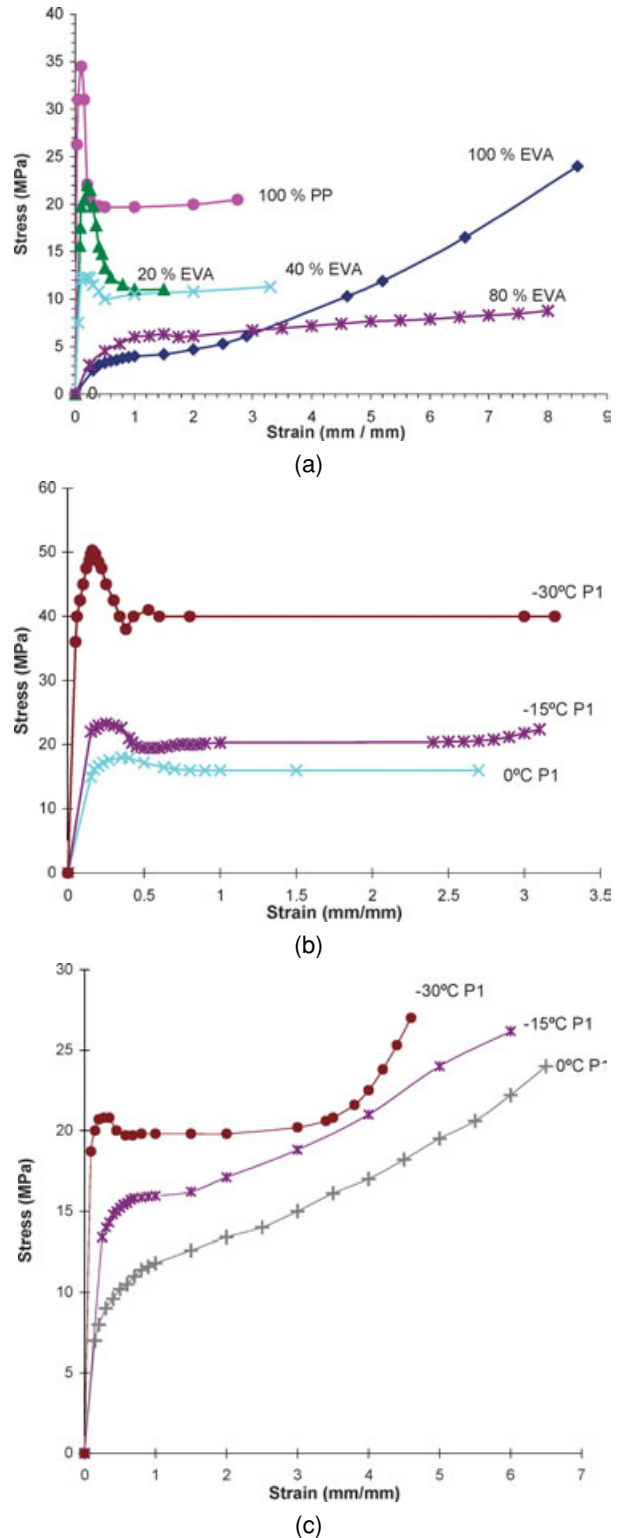 40
35
30
25
20
15
10
5
0
Stress (MPa)
100 % EVA
100 % PP
20 % EVA
40 % EVA
80 % EVA
0
0 1 2 3 4 5 6 7 8 9
Strain (mm / mm)
(a)
60
50
40
30
20
10
0
Stress (MPa)
-30ºC P1
-15ºC P1
0ºC P1
0 0.5 1 1.5 2 2.5 3 3.5
Strain (mm/mm)
(b)
30
25
20
15
10
5
0
Stress (MPa)
-30ºC P1
-15ºC P1
0ºC P1
0 1 2 3 4 5 6 7
Strain (mm/mm)
(c)